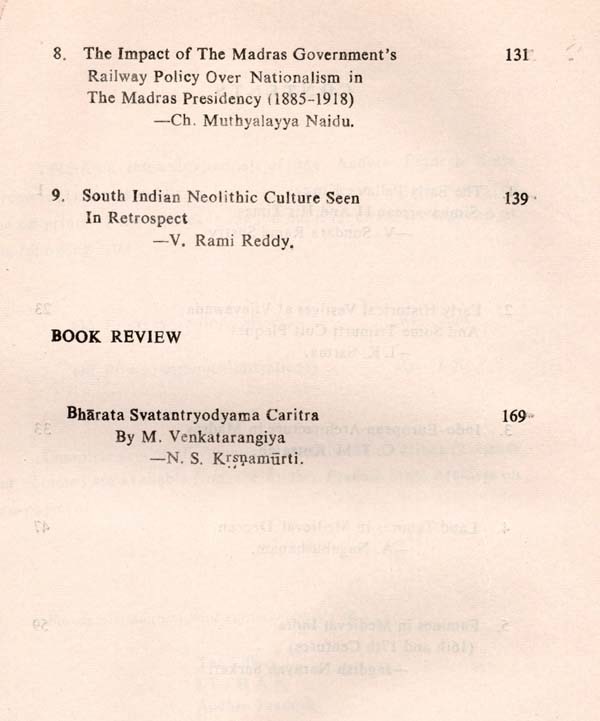 8. The Impact of The Madras Government's 131
Railway Policy Over Nationalism in
The Madras Presidency (1885-1918)
—Ch. Muthyalayya Naidu.
9. South Indian Neolithic Culture Seen 139
In Retrospect
—V. Rami Reddy.
BOOK REVIEW
Bhārata Svatantryodyama Caritra 169
By M. Venkatarangiya
—N. S. Kṛṣṇamūrti.